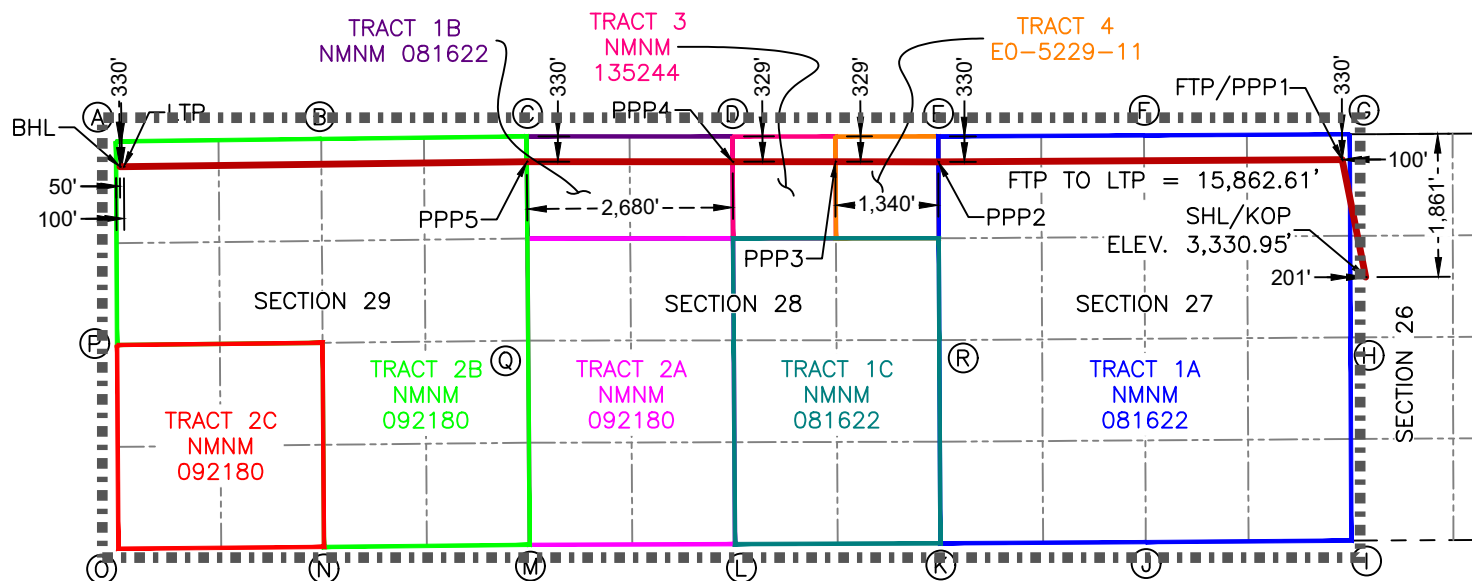 TRACT 1B
NMNM 081622
TRACT 3
NMNM
135244
TRACT 4
E0-5229-11
330'
330'
329'
329'
330'
330'
A
B
C
D
E
F
G
BHL
LTP
PPP4
FTP/PPP1
100'
50'
100'
PPP5
2,680'
1,340'
PPP3
PPP2
FTP TO LTP = 15,862.61'
SHL/KOP
ELEV. 3,330.95'
201'
1,861'
SECTION 29
SECTION 28
SECTION 27
SECTION 26
P
Q
R
H
TRACT 2C
NMNM
092180
TRACT 2B
NMNM
092180
TRACT 2A
NMNM
092180
TRACT 1C
NMNM
081622
TRACT 1A
NMNM
081622
O
N
M
L
K
J
I